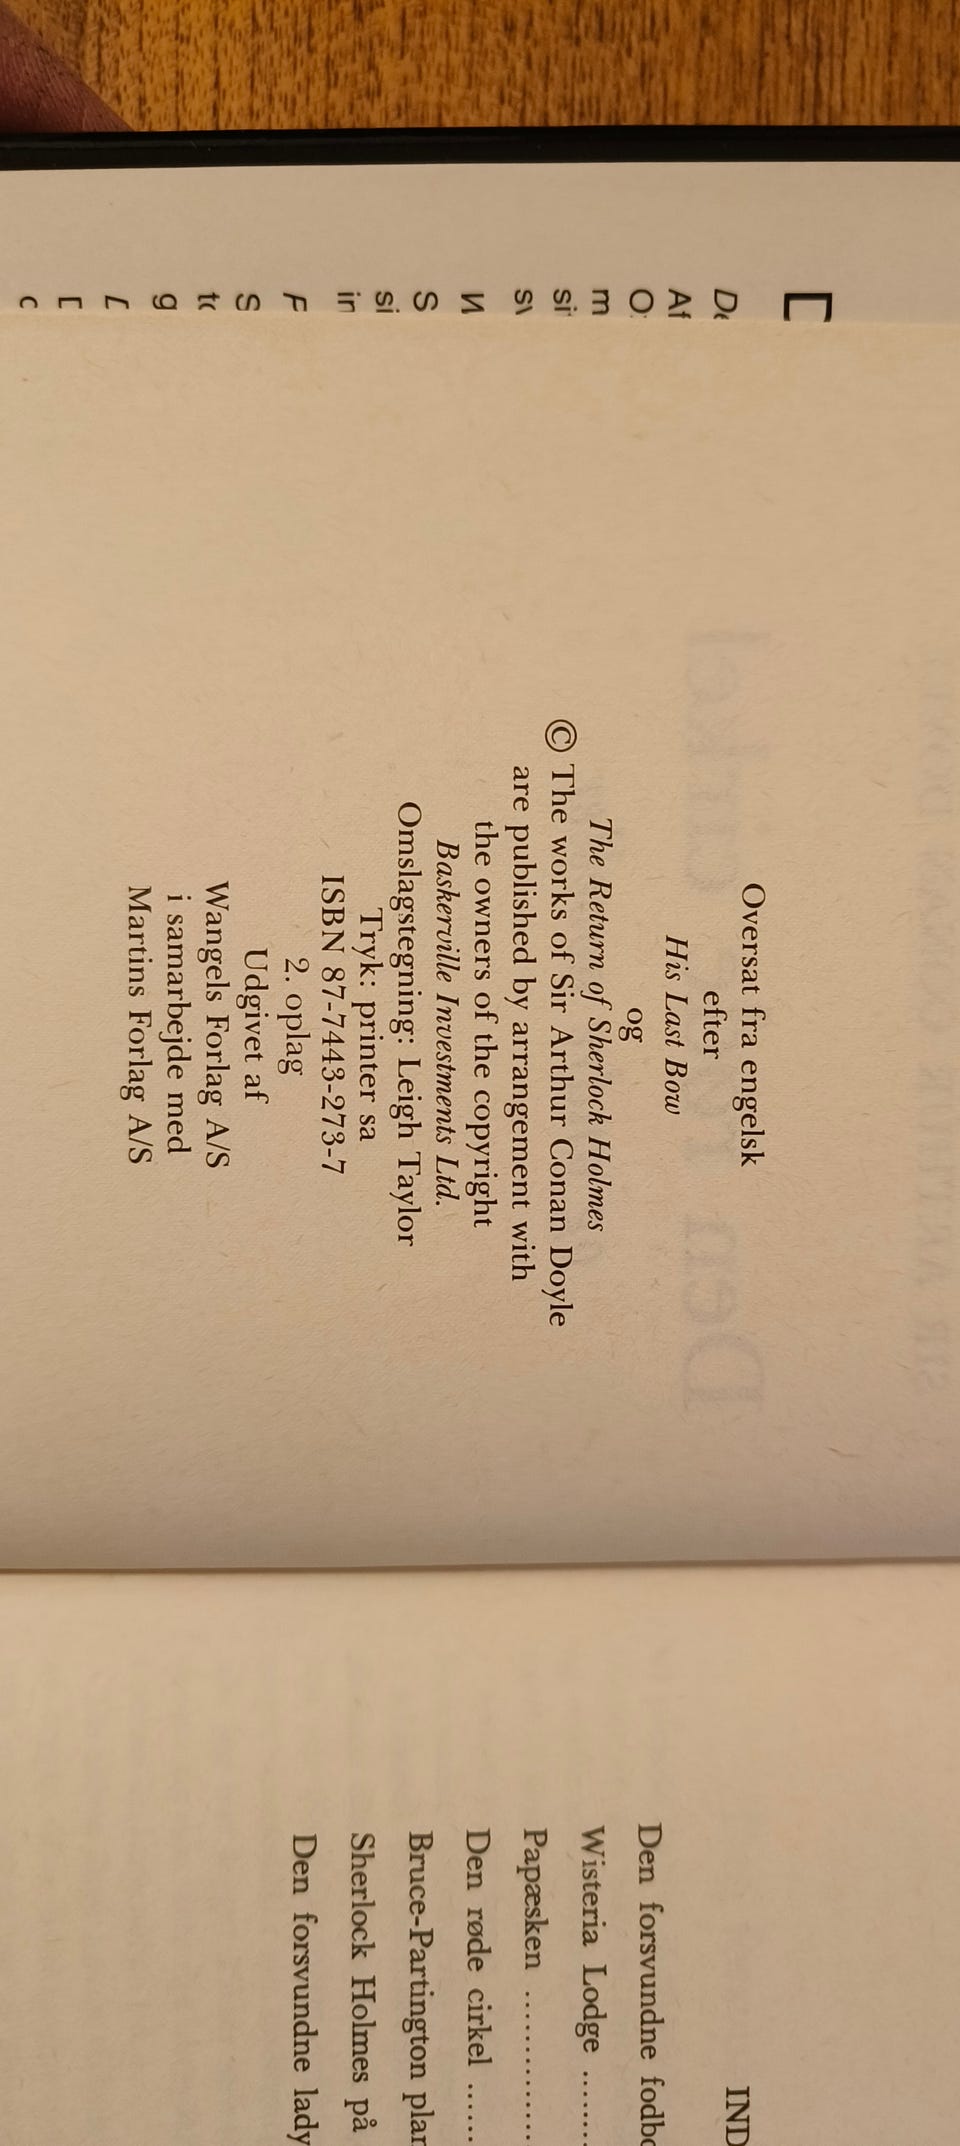 Oversat fra engelsk
efter
His Last Bow
og
The Return of Sherlock Holmes
© The works of Sir Arthur Conan Doyle
are published by arrangement with
the owners of the copyright
Baskerville Investments Ltd.
Omslagstegning: Leigh Taylor
Tryk: printer sa
ISBN 87-7443-273-7
2. oplag
Udgivet af
Wangels Forlag A/S
i samarbejde med
Martins Forlag A/S
IND
Den forsvundne fodbo
Wisteria Lodge .......
Papæsken .............
Den røde cirkel ......
Bruce-Partington plan
Sherlock Holmes på
Den forsvundne lady